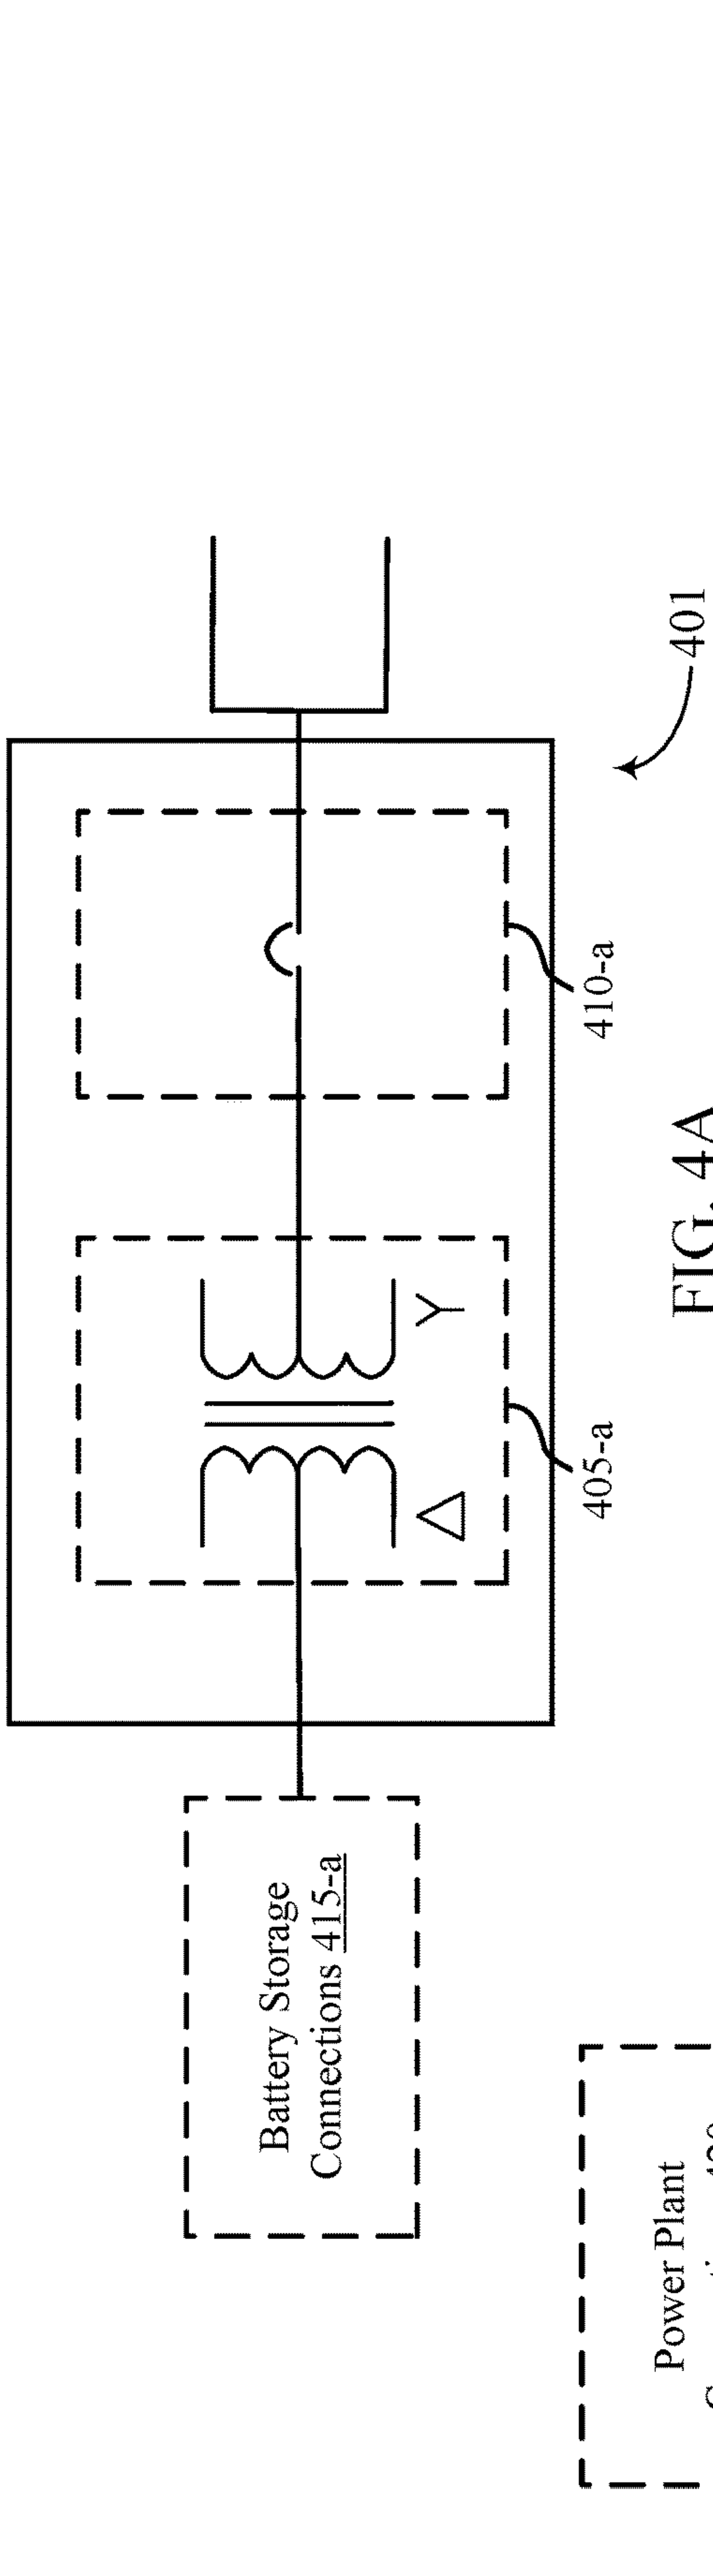 Battery Storage
Connections 415-a
405-a
410-a
401
FIG. 4A
Power Plant